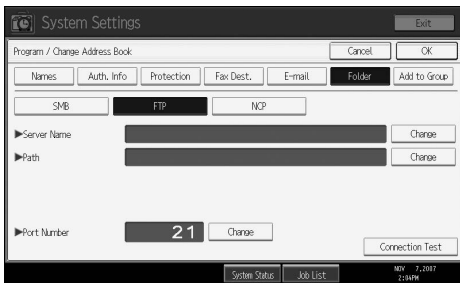 System Settings Exit
Program / Change Address Book Cancel OK
Names Auth. Info Protection Fax Dest. E-mail Folder Add to Group
SMB FTP NCP
▶Server Name Change
▶Path Change
▶Port Number 21 Change
Connection Test
System Status Job List NOV 7,2007
2:04PM